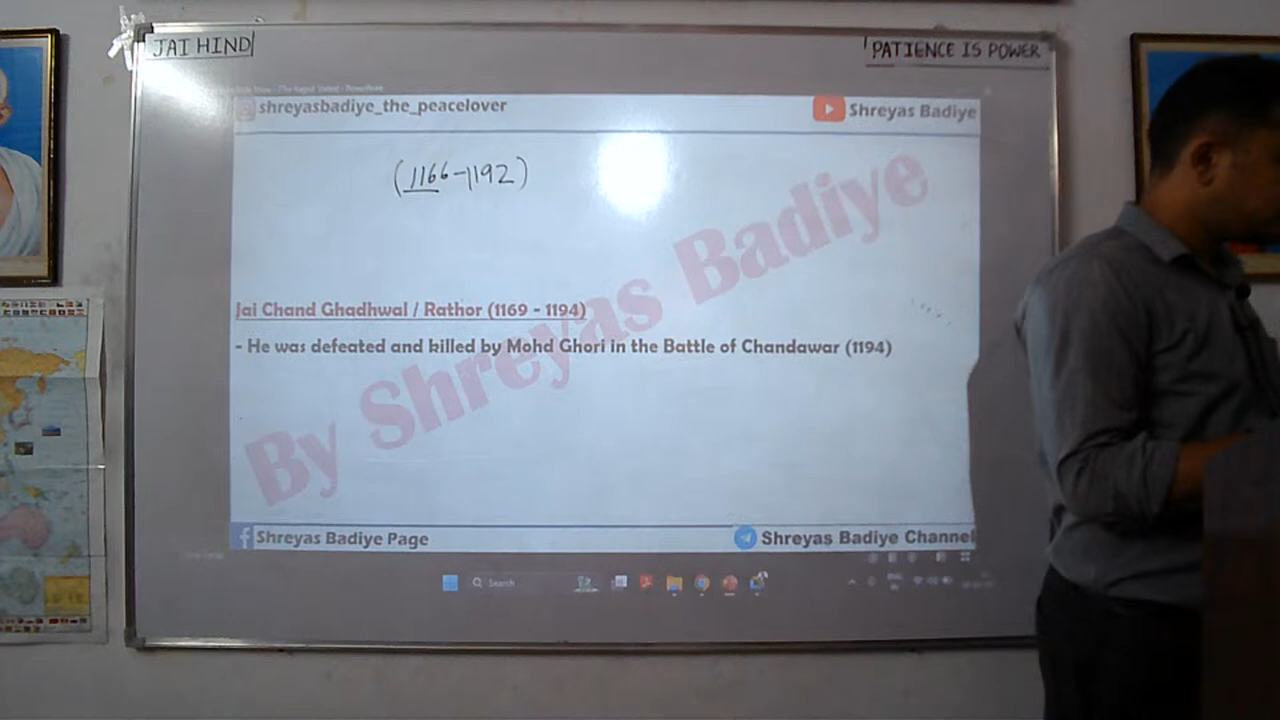 JAI HIND
PATIENCE IS POWER
shreyasbadiye_the_peacelover
Shreyas Badiye
(1166-1192)
By Shreyas Badiye
Jai Chand Ghadhwal / Rathor (1169 - 1194)
- He was defeated and killed by Mohd Ghori in the Battle of Chandawar (1194)
Shreyas Badiye Page
Shreyas Badiye Channel
Search